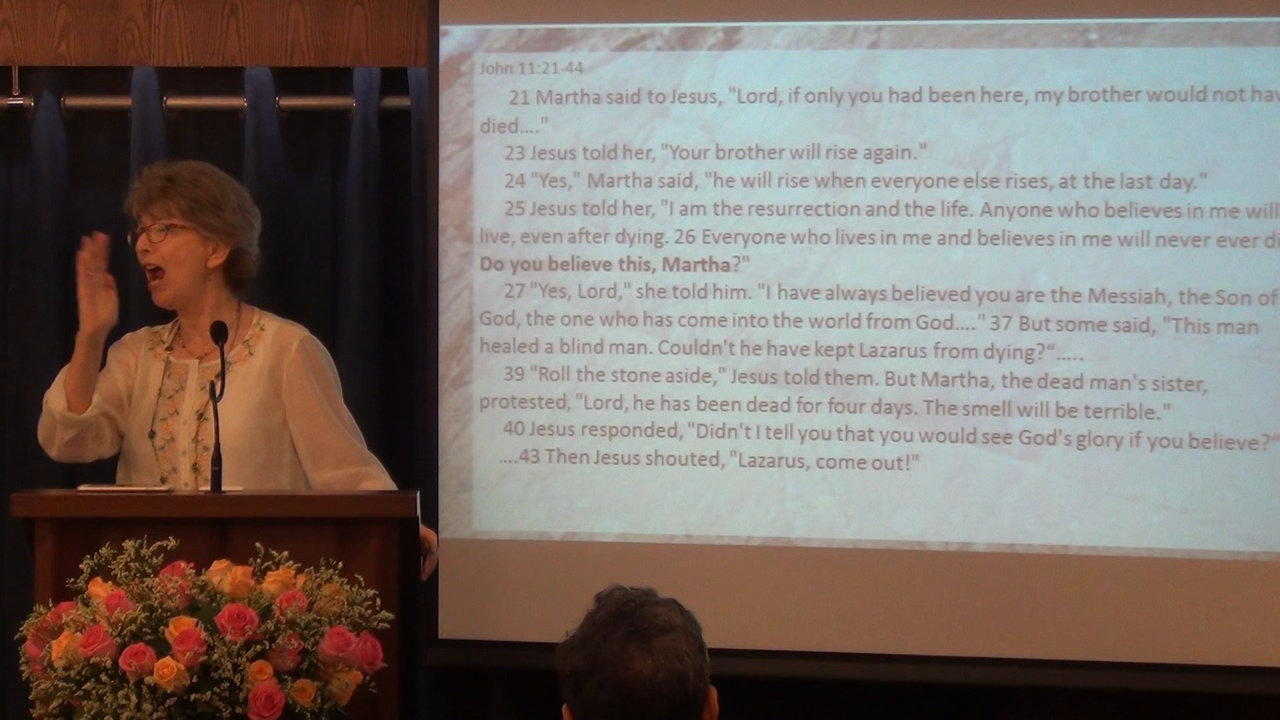 John 11:21-44
21 Martha said to Jesus, "Lord, if only you had been here, my brother would not hav
died...."
23 Jesus told her, "Your brother will rise again."
24 "Yes," Martha said, "he will rise when everyone else rises, at the last day."
25 Jesus told her, "I am the resurrection and the life. Anyone who believes in me will
live, even after dying. 26 Everyone who lives in me and believes in me will never ever di
Do you believe this, Martha?"
27 "Yes, Lord," she told him. "I have always believed you are the Messiah, the Son of
God, the one who has come into the world from God...." 37 But some said, "This man
healed a blind man. Couldn't he have kept Lazarus from dying?“.....
39 "Roll the stone aside," Jesus told them. But Martha, the dead man's sister,
protested, "Lord, he has been dead for four days. The smell will be terrible."
40 Jesus responded, "Didn't I tell you that you would see God's glory if you believe?“
....43 Then Jesus shouted, "Lazarus, come out!"